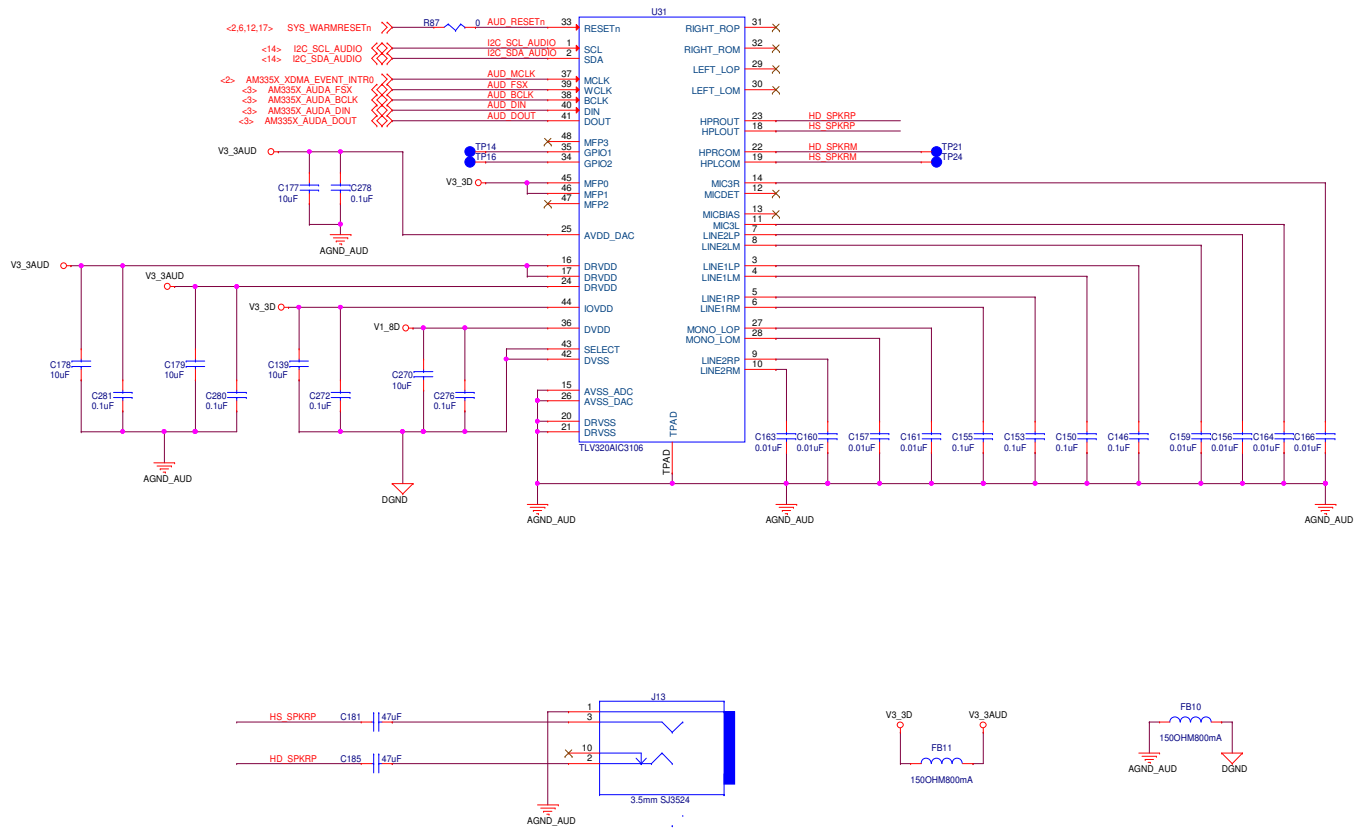 U31
<2,6,12,17> SYS_WARMRESETn R87 0 AUD_RESETn 33 RESETn
<14> I2C_SCL_AUDIO I2C_SCL_AUDIO 1 SCL
<14> I2C_SDA_AUDIO I2C_SDA_AUDIO 2 SDA
<2> AM335X_XDMA_EVENT_INTR0 AUD_MCLK 37 MCLK
<3> AM335X_AUDA_FSX AUD_FSX 39 WCLK
<3> AM335X_AUDA_BCLK AUD_BCLK 38 BCLK
<3> AM335X_AUDA_DIN AUD_DIN 40 DIN
<3> AM335X_AUDA_DOUT AUD_DOUT 41 DOUT
48 MFP3
TP14 35 GPIO1
TP16 34 GPIO2
V3_3D 45 MFP0
46 MFP1
47 MFP2
V3_3AUD
C177 10uF
C278 0.1uF
AGND_AUD
25 AVDD_DAC
V3_3AUD 16 DRVDD
17 DRVDD
V3_3AUD 24 DRVDD
V3_3D 44 IOVDD
V1_8D 36 DVDD
43 SELECT
42 DVSS
15 AVSS_ADC
26 AVSS_DAC
20 DRVSS
21 DRVSS
C178 10uF
C281 0.1uF
C179 10uF
C280 0.1uF
C139 10uF
C272 0.1uF
C270 10uF
C276 0.1uF
AGND_AUD
DGND
TLV320AIC3106
TPAD
TPAD
RIGHT_ROP 31
RIGHT_ROM 32
LEFT_LOP 29
LEFT_LOM 30
HPROUT 23 HD_SPKRP
HPLOUT 18 HS_SPKRP
HPRCOM 22 HD_SPKRM TP21
HPLCOM 19 HS_SPKRM TP24
MIC3R 14
MICDET 12
MICBIAS 13
MIC3L 11
LINE2LP 7
LINE2LM 8
LINE1LP 3
LINE1LM 4
LINE1RP 5
LINE1RM 6
MONO_LOP 27
MONO_LOM 28
LINE2RP 9
LINE2RM 10
C163 0.01uF
C160 0.01uF
C157 0.01uF
C161 0.01uF
C155 0.1uF
C153 0.1uF
C150 0.1uF
C146 0.1uF
C159 0.01uF
C156 0.01uF
C164 0.01uF
C166 0.01uF
AGND_AUD
AGND_AUD
AGND_AUD
J13
1
HS_SPKRP C181 47uF 3
10
HD_SPKRP C185 47uF 2
3.5mm SJ3524
AGND_AUD
V3_3D V3_3AUD
FB11
150OHM800mA
FB10
150OHM800mA
AGND_AUD DGND